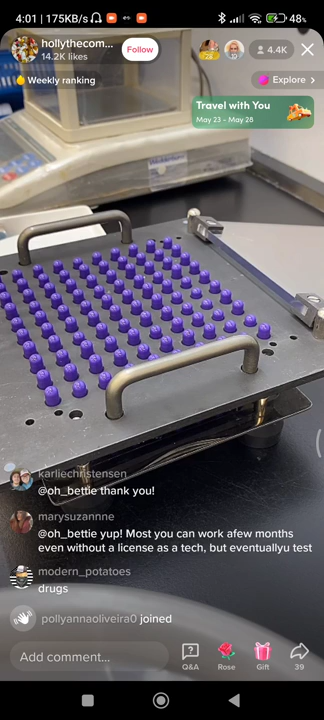 4:01 | 175KB/s
48%
hollythecom...
14.2K likes
Follow
4.4K
Weekly ranking
Explore >
Travel with You
May 23 - May 28
karliechristensen
@oh_bettie thank you!
marysuzannne
@oh_bettie yup! Most you can work afew months
even without a license as a tech, but eventuallyu test
modern_potatoes
drugs
pollyannaoliveira0 joined
Add comment...
Q&A
Rose
Gift
39